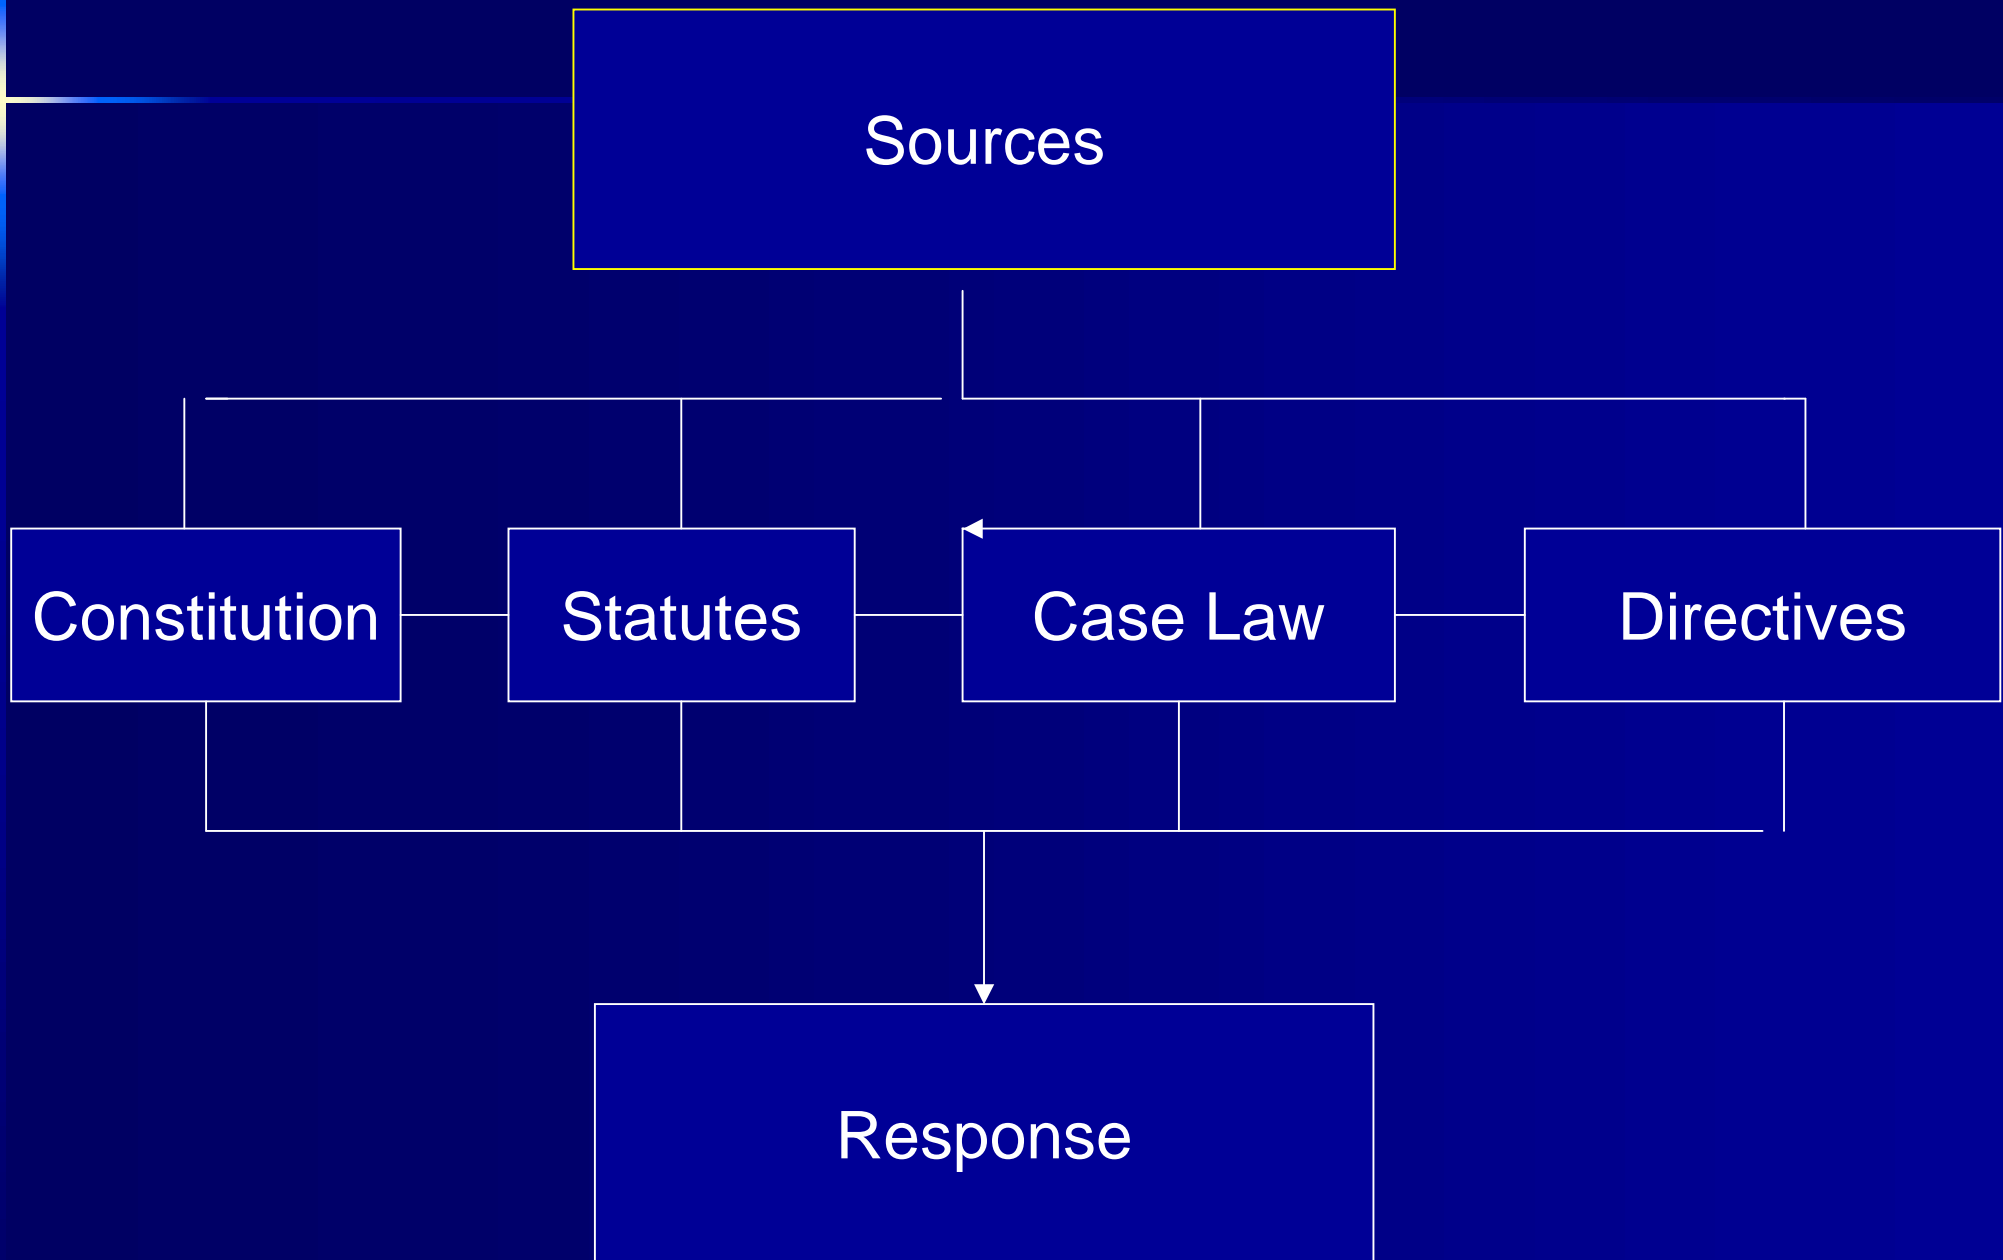 Sources
Constitution
Statutes
Case Law
Directives
Response